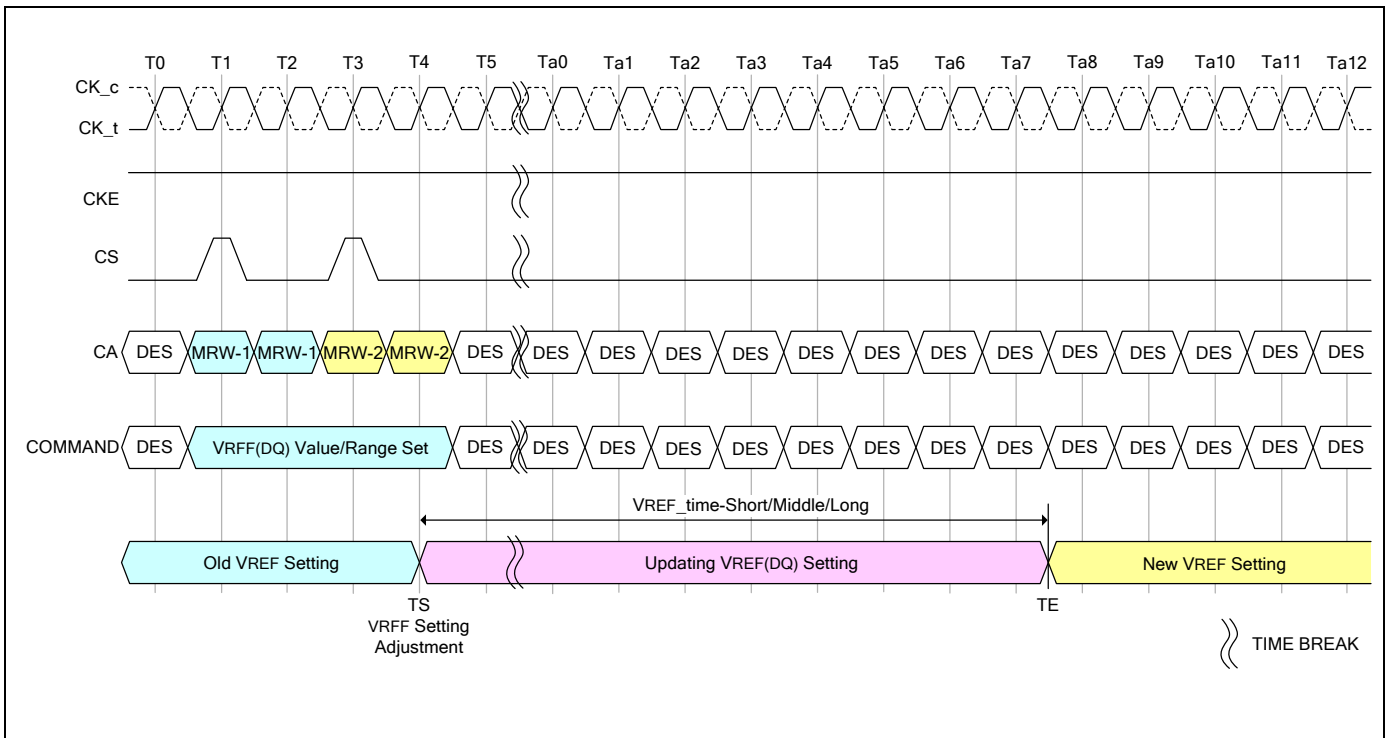 T0 T1 T2 T3 T4 T5 Ta0 Ta1 Ta2 Ta3 Ta4 Ta5 Ta6 Ta7 Ta8 Ta9 Ta10 Ta11 Ta12
CK_c
CK_t
CKE
CS
CA DES MRW-1 MRW-1 MRW-2 MRW-2 DES DES DES DES DES DES DES DES DES DES DES DES DES DES
COMMAND DES VRFF(DQ) Value/Range Set DES DES DES DES DES DES DES DES DES DES DES DES DES DES
VREF_time-Short/Middle/Long
Old VREF Setting Updating VREF(DQ) Setting New VREF Setting
TS TE
VRFF Setting
Adjustment
TIME BREAK